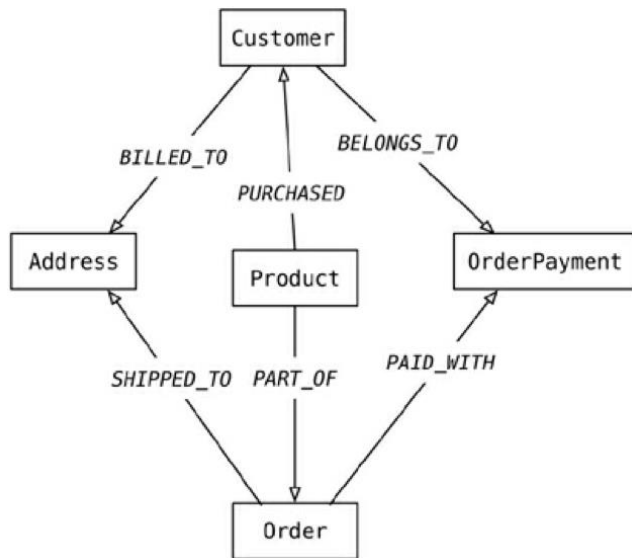 Customer
BILLED_TO
BELONGS_TO
PURCHASED
Address
Product
OrderPayment
SHIPPED_TO
PART_OF
PAID_WITH
Order